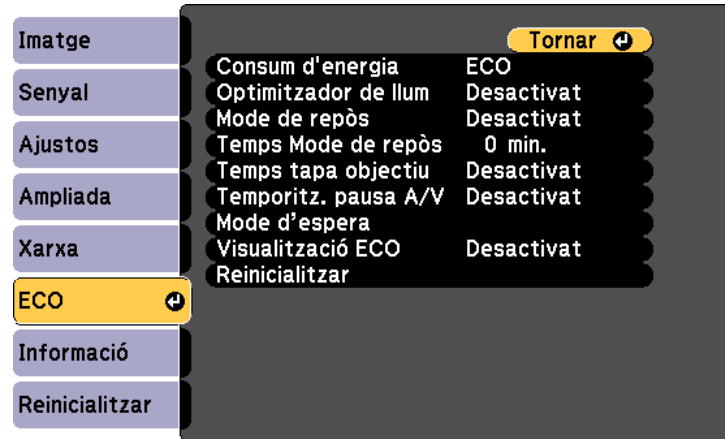 Imatge
Senyal
Ajustos
Ampliada
Xarxa
ECO
Informació
Reinicialitzar
Tornar
Consum d'energia ECO
Optimitzador de llum Desactivat
Mode de repòs Desactivat
Temps Mode de repòs 0 min.
Temps tapa objectiu Desactivat
Temporitz. pausa A/V Desactivat
Mode d’espera
Visualització ECO Desactivat
Reinicialitzar